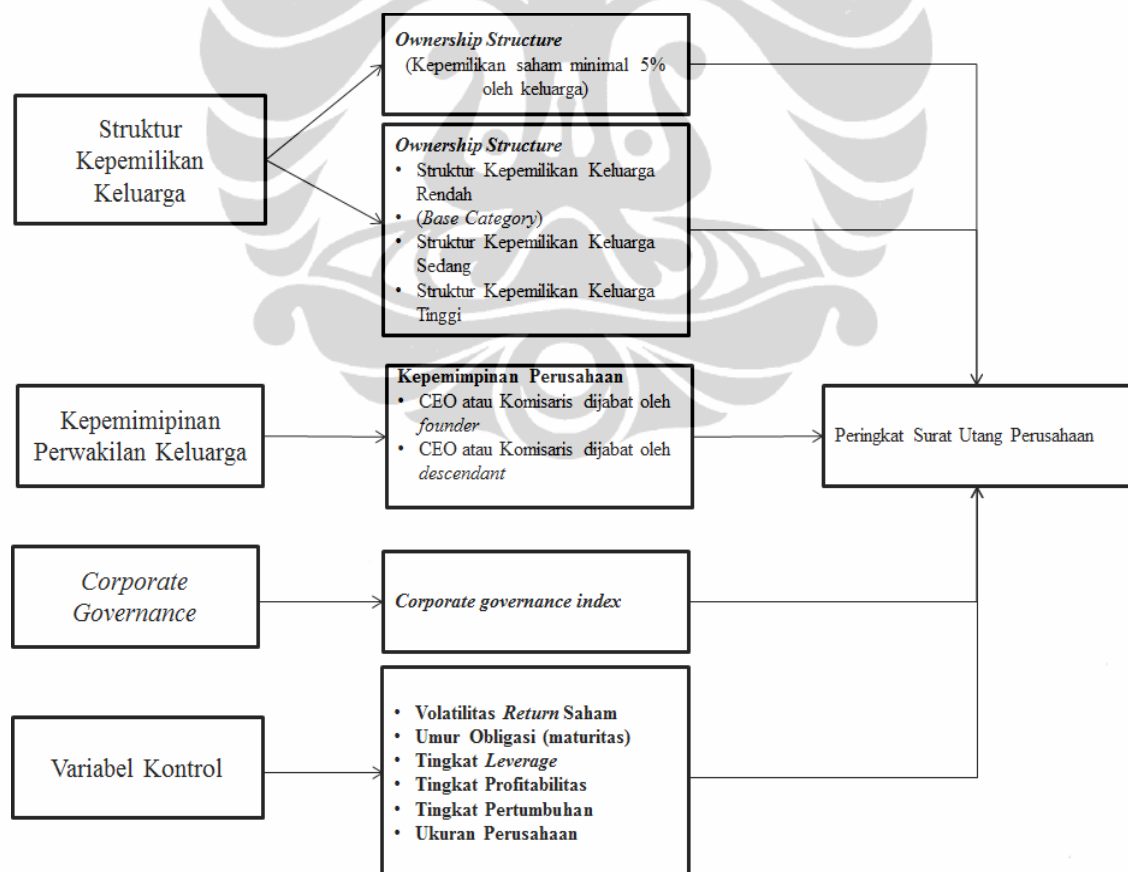 Ownership Structure
(Kepemilikan saham minimal 5%
oleh keluarga)
Struktur
Kepemilikan
Keluarga
Ownership Structure
• Struktur Kepemilikan Keluarga
Rendah
• (Base Category)
• Struktur Kepemilikan Keluarga
Sedang
• Struktur Kepemilikan Keluarga
Tinggi
Kepemimipinan
Perwakilan Keluarga
Kepemimpinan Perusahaan
• CEO atau Komisaris dijabat oleh
founder
• CEO atau Komisaris dijabat oleh
descendant
Peringkat Surat Utang Perusahaan
Corporate
Governance
Corporate governance index
Variabel Kontrol
• Volatilitas Return Saham
• Umur Obligasi (maturitas)
• Tingkat Leverage
• Tingkat Profitabilitas
• Tingkat Pertumbuhan
• Ukuran Perusahaan